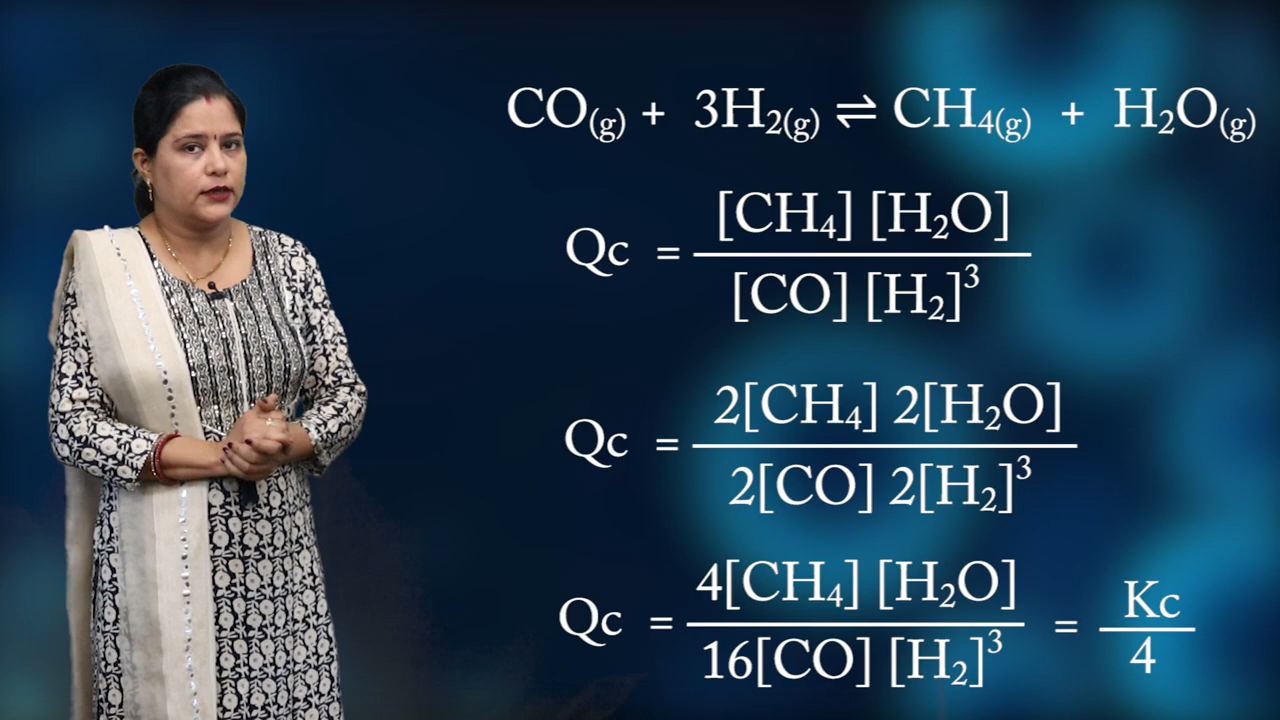 CO(g) + 3H₂(g) ⇌ CH₄(g) + H₂O(g)
Qc = [CH₄] [H₂O] / [CO] [H₂]³
Qc = 2[CH₄] 2[H₂O] / 2[CO] 2[H₂]³
Qc = 4[CH₄] [H₂O] / 16[CO] [H₂]³ = Kc / 4